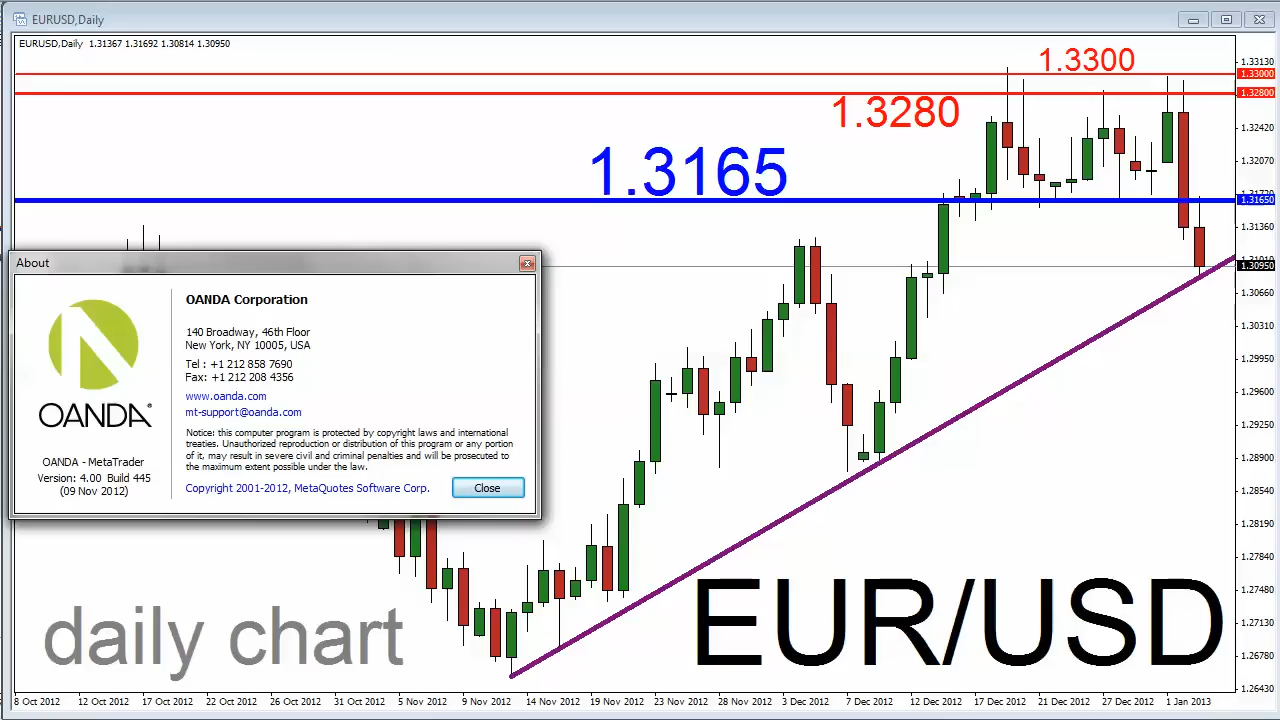 EURUSD,Daily
EURUSD,Daily 1.31367 1.31692 1.30814 1.30950
1.3300
1.3280
1.3165
1.33130
1.33000
1.32800
1.32420
1.32070
1.31650
1.31360
1.30950
1.30660
1.30310
1.29950
1.29600
1.29250
1.28900
1.28540
1.28190
1.27840
1.27480
1.27130
1.26780
1.26430
About
OANDA Corporation
140 Broadway, 46th Floor
New York, NY 10005, USA
Tel : +1 212 858 7690
Fax: +1 212 208 4356
www.oanda.com
mt-support@oanda.com
Notice: this computer program is protected by copyright laws and international
treaties. Unauthorized reproduction or distribution of this program or any portion
of it, may result in severe civil and criminal penalties and will be prosecuted to
the maximum extent possible under the law.
Copyright 2001-2012, MetaQuotes Software Corp.
Close
OANDA®
OANDA - MetaTrader
Version: 4.00 Build 445
(09 Nov 2012)
daily chart
EUR/USD
8 Oct 2012 12 Oct 2012 17 Oct 2012 22 Oct 2012 26 Oct 2012 31 Oct 2012 5 Nov 2012 9 Nov 2012 14 Nov 2012 19 Nov 2012 23 Nov 2012 28 Nov 2012 3 Dec 2012 7 Dec 2012 12 Dec 2012 17 Dec 2012 21 Dec 2012 27 Dec 2012 1 Jan 2013